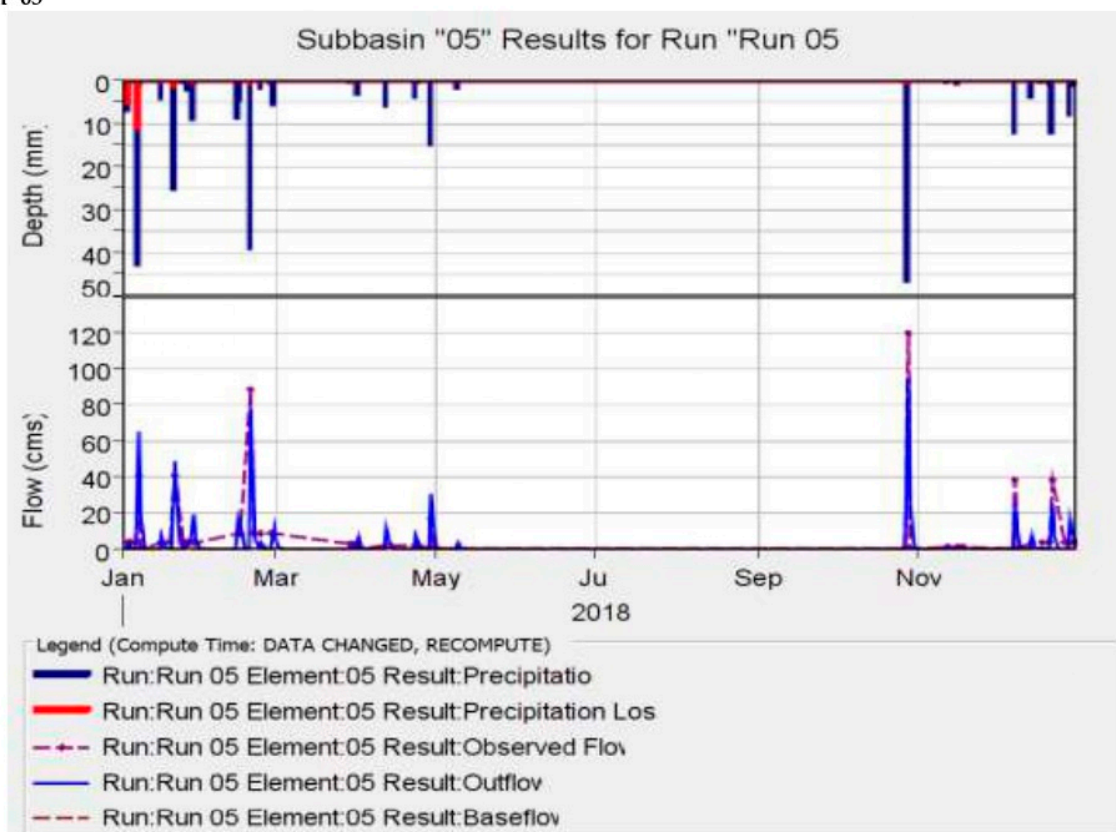 Subbasin "05" Results for Run "Run 05
0
10
20
30
40
50
Depth (mm)
120
100
80
60
40
20
0
Flow (cms)
Jan Mar May Ju Sep Nov
2018
Legend (Compute Time: DATA CHANGED, RECOMPUTE)
Run:Run 05 Element:05 Result:Precipitatio
Run:Run 05 Element:05 Result:Precipitation Los
Run:Run 05 Element:05 Result:Observed Flov
Run:Run 05 Element:05 Result:Outflov
Run:Run 05 Element:05 Result:Baseflov